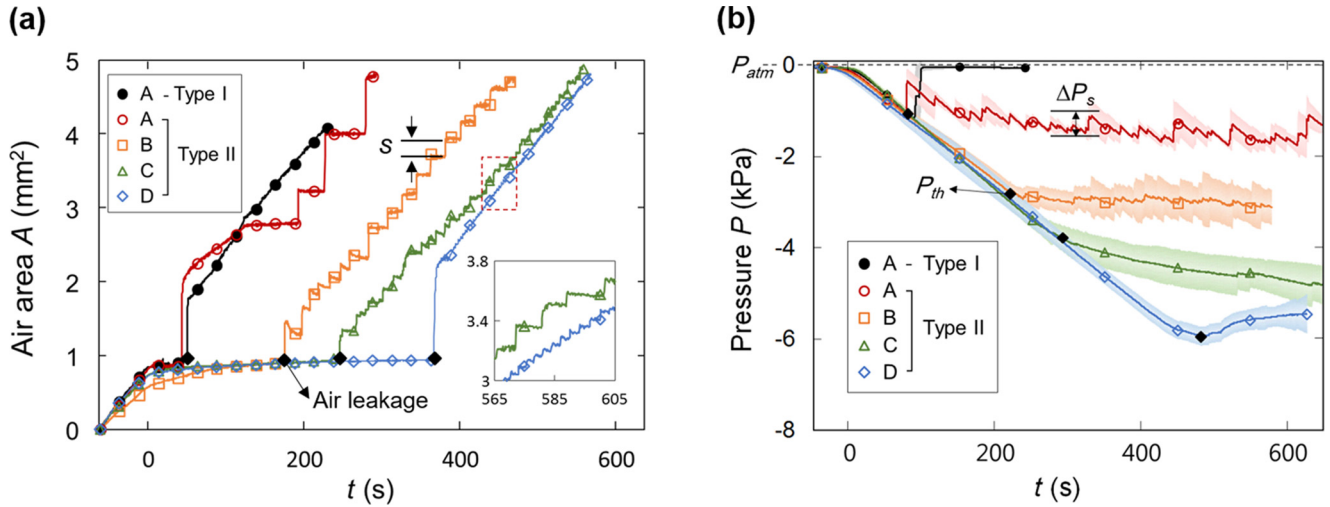 (a)
Air area A (mm²)
5
4
3
2
1
0
A - Type I
A
B
C
D
Type II
S
Air leakage
3.8
3.4
3
565 585 605
0 200 400 600
t (s)
(b)
Pressure P (kPa)
P_atm
0
-2
-4
-6
-8
ΔP_s
P_th
A - Type I
A
B
C
D
Type II
0 200 400 600
t (s)